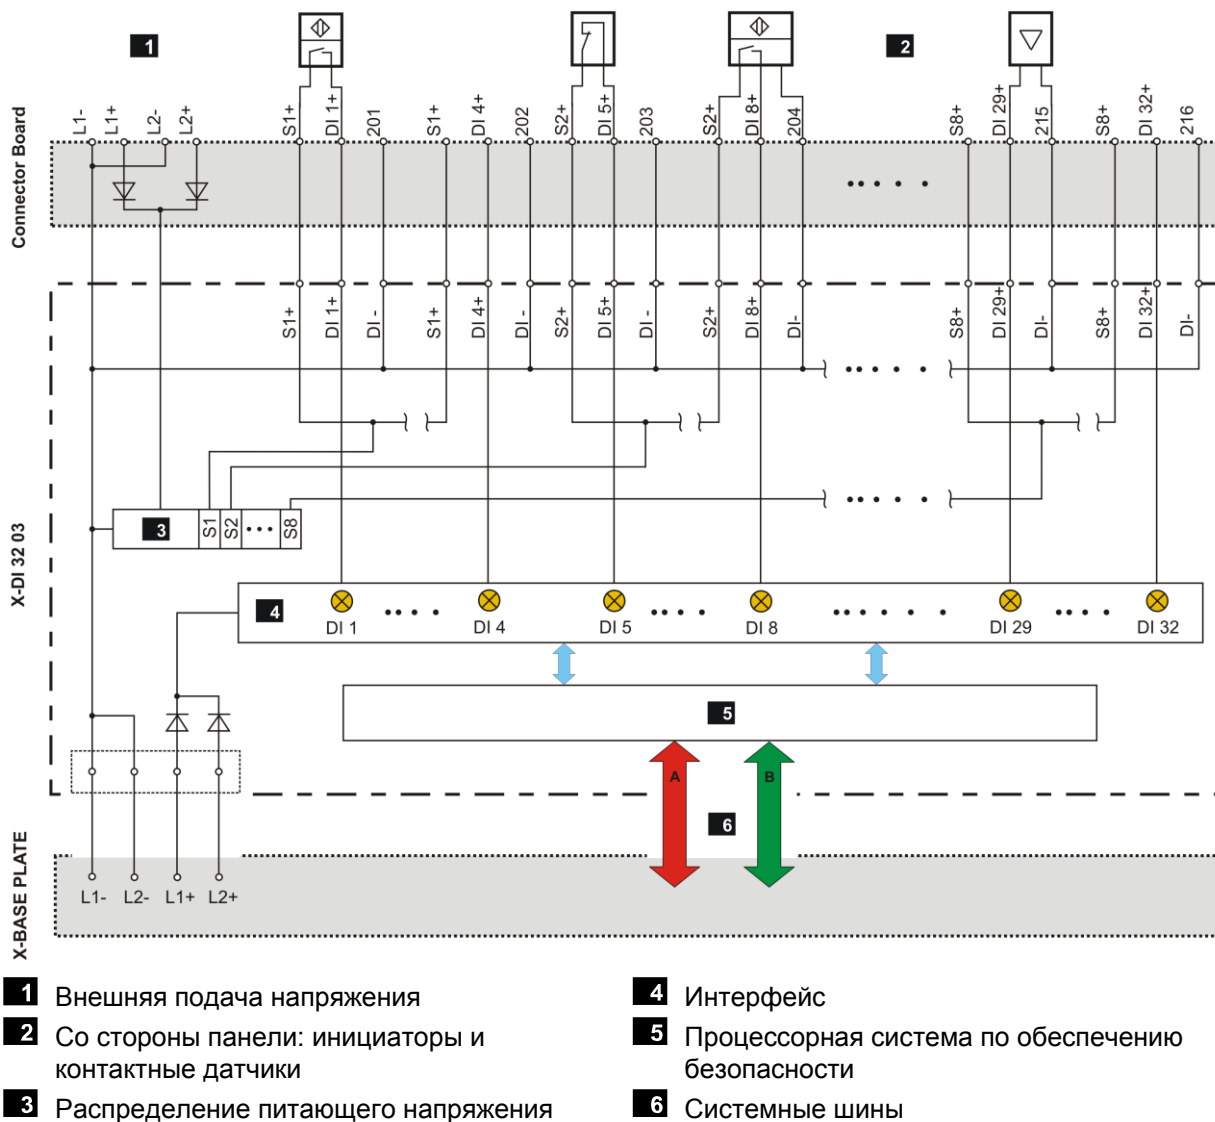 1
2
L1-
L1+
L2-
L2+
S1+
DI 1+
201
S1+
DI 4+
202
S2+
DI 5+
203
S2+
DI 8+
204
S8+
DI 29+
215
S8+
DI 32+
216
Connector Board
S1+
DI 1+
DI -
S1+
DI 4+
DI -
S2+
DI 5+
DI -
S2+
DI 8+
DI-
S8+
DI 29+
DI-
S8+
DI 32+
DI-
X-DI 32 03
3
S1
S2
S8
4
DI 1
DI 4
DI 5
DI 8
DI 29
DI 32
5
A
B
6
X-BASE PLATE
L1-
L2-
L1+
L2+
1 Внешняя подача напряжения
2 Со стороны панели: инициаторы и
контактные датчики
3 Распределение питающего напряжения
4 Интерфейс
5 Процессорная система по обеспечению
безопасности
6 Системные шины